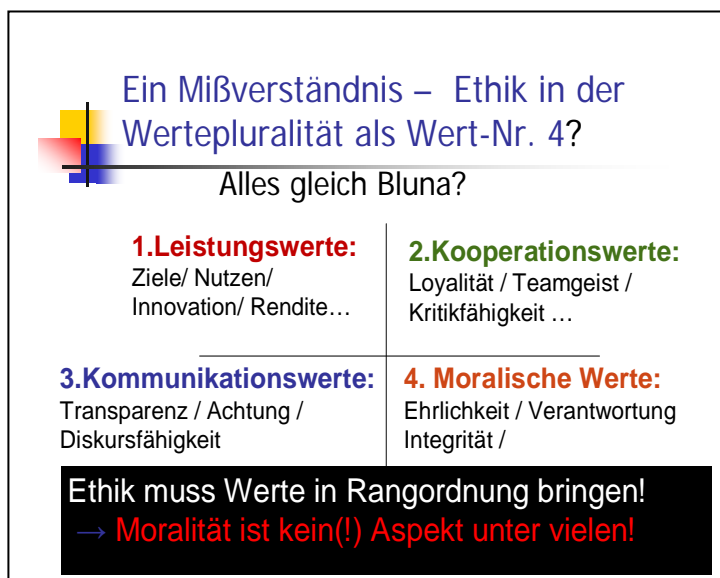 Ein Mißverständnis – Ethik in der
Wertepluralität als Wert-Nr. 4?
Alles gleich Bluna?
1.Leistungswerte:
Ziele/ Nutzen/
Innovation/ Rendite…
2.Kooperationswerte:
Loyalität / Teamgeist /
Kritikfähigkeit …
3.Kommunikationswerte:
Transparenz / Achtung /
Diskursfähigkeit
4. Moralische Werte:
Ehrlichkeit / Verantwortung
Integrität /
Ethik muss Werte in Rangordnung bringen!
→ Moralität ist kein(!) Aspekt unter vielen!